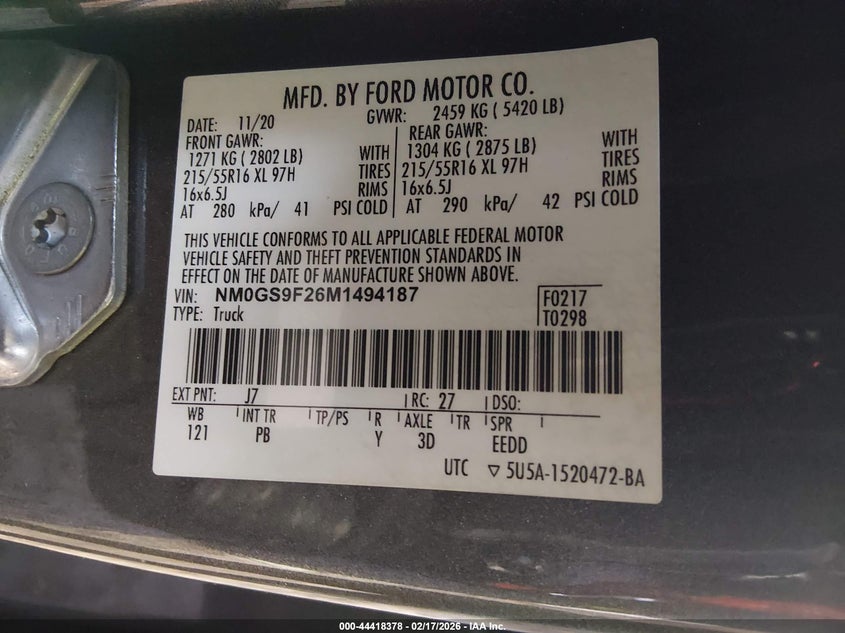 MFD. BY FORD MOTOR CO.
DATE: 11/20 GVWR: 2459 KG ( 5420 LB)
FRONT GAWR: REAR GAWR:
1271 KG ( 2802 LB) WITH 1304 KG ( 2875 LB) WITH
215/55R16 XL 97H TIRES 215/55R16 XL 97H TIRES
16x6.5J RIMS 16x6.5J RIMS
AT 280 kPa/ 41 PSI COLD AT 290 kPa/ 42 PSI COLD
THIS VEHICLE CONFORMS TO ALL APPLICABLE FEDERAL MOTOR
VEHICLE SAFETY AND THEFT PREVENTION STANDARDS IN
EFFECT ON THE DATE OF MANUFACTURE SHOWN ABOVE.
VIN: NM0GS9F26M1494187 F0217
TYPE: Truck T0298
EXT PNT: J7 RC: 27 DSO:
WB INT TR TP/PS R AXLE TR SPR
121 PB Y 3D EEDD
UTC ▽ 5U5A-1520472-BA
000-44418378 - 02/17/2026 - IAA Inc.